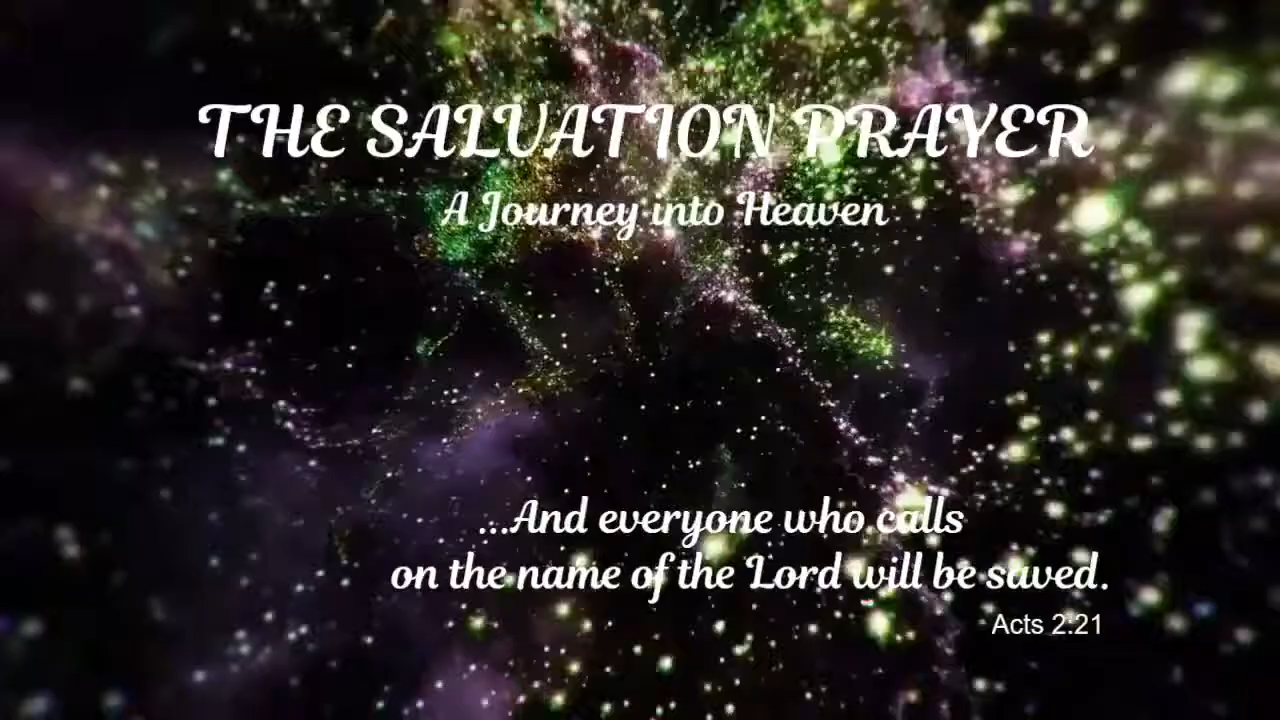 THE SALVATION PRAYER
A Journey into Heaven
...And everyone who calls
on the name of the Lord will be saved.
Acts 2:21